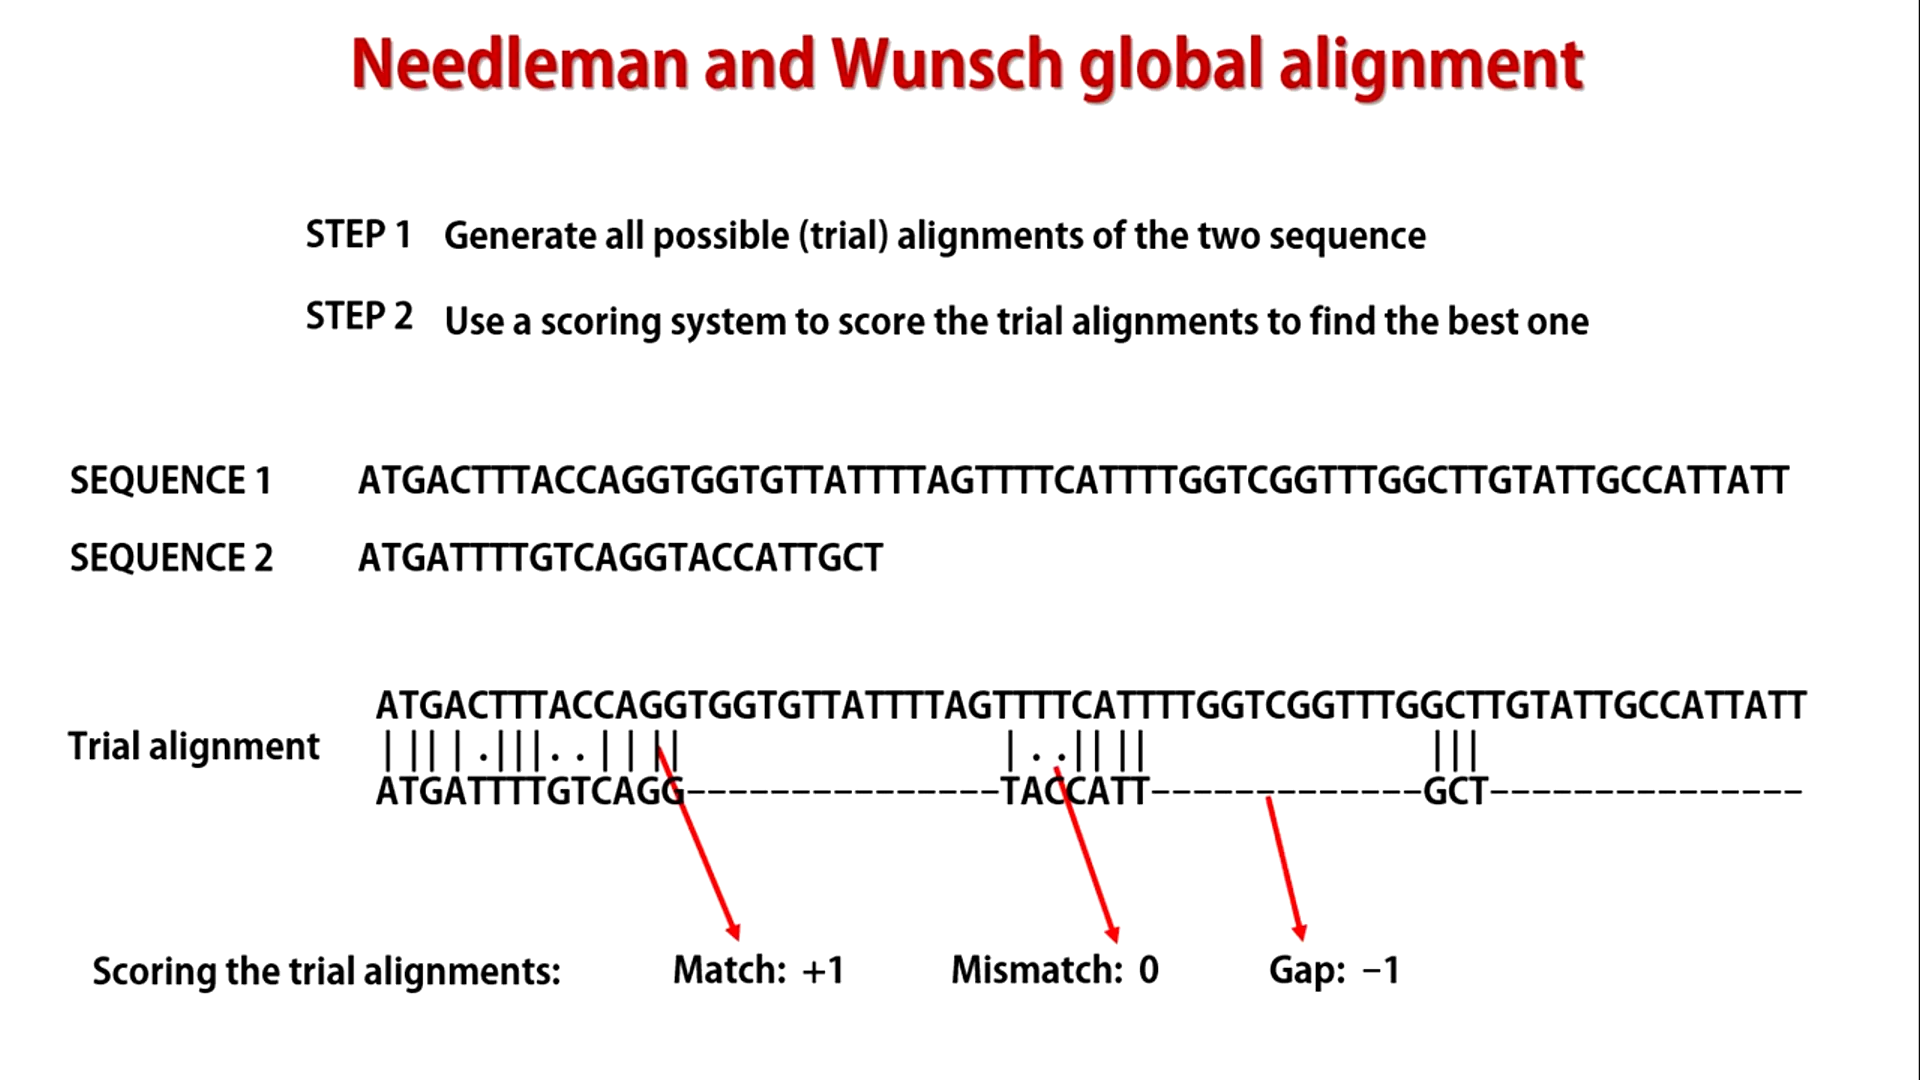 Needleman and Wunsch global alignment
STEP 1 Generate all possible (trial) alignments of the two sequence
STEP 2 Use a scoring system to score the trial alignments to find the best one
SEQUENCE 1 ATGACTTTACCAGGTGGTGTTATTTTAGTTTTCATTTTGGTCGGTTTGGCTTGTATTGCCATTATT
SEQUENCE 2 ATGATTTTGTCAGGTACCATTGCT
ATGACTTTACCAGGTGGTGTTATTTTAGTTTTCATTTTGGTCGGTTTGGCTTGTATTGCCATTATT
Trial alignment ||||.|||..|||| |..|||| |||
ATGATTTTGTCAGG---------------TACCATT-------------GCT---------------
Scoring the trial alignments: Match: +1 Mismatch: 0 Gap: −1